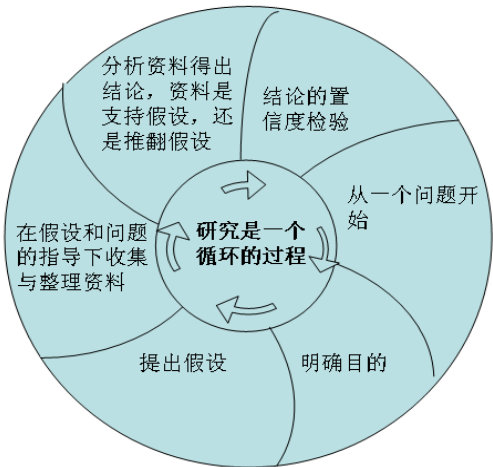 分析资料得出
结论，资料是
支持假设，还
是推翻假设
结论的置
信度检验
从一个问题开
始
在假设和问题
的指导下收集
与整理资料
研究是一个
循环的过程
提出假设
明确目的